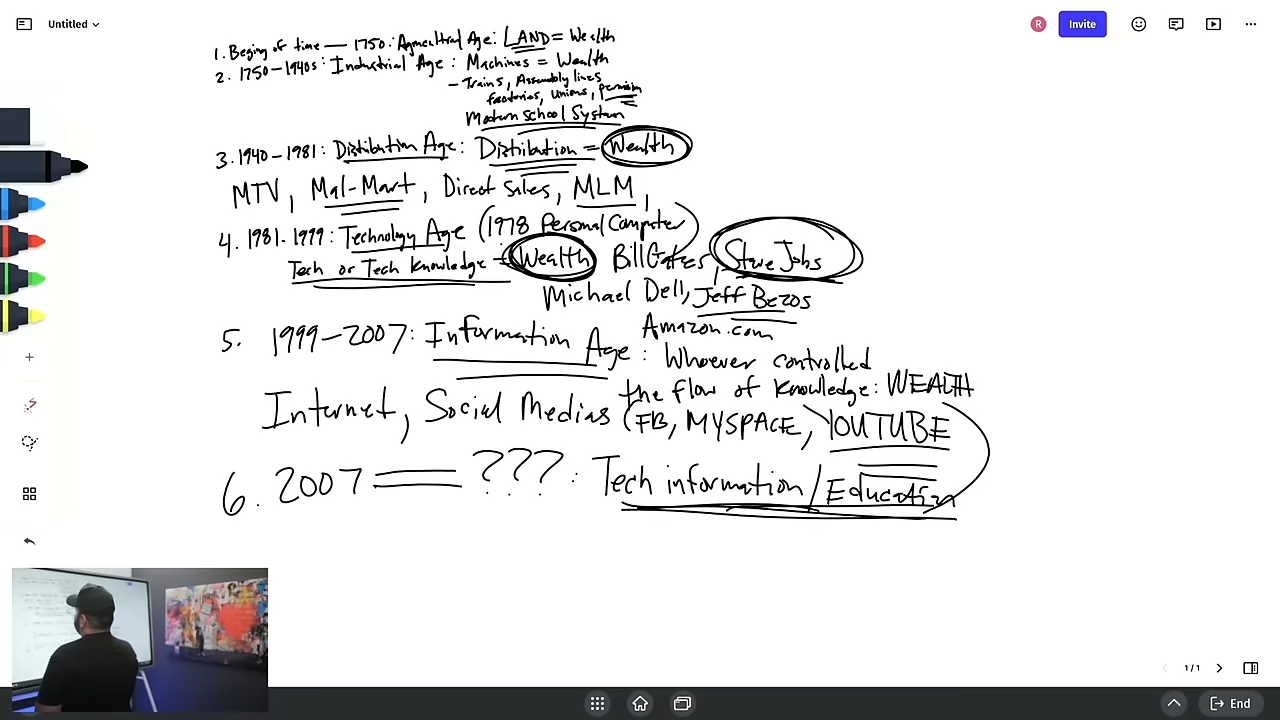 Untitled
R
Invite
1. Beging of time — 1750: Agricultural Age: LAND = Wealth
2. 1750-1940s: Industrial Age: Machines = Wealth
- Trains, Assembly lines
factories, Unions,
Modern School System
3. 1940-1981: Distribution Age: Distribution = Wealth
MTV, Wal-Mart, Direct Sales, MLM,
4. 1981-1999: Technology Age (1978 Personal Computer)
Tech or Tech Knowledge = Wealth Bill Gates, Steve Jobs
Michael Dell, Jeff Bezos
Amazon.com
5. 1999-2007: Information Age: Whoever controlled
the flow of Knowledge: WEALTH
Internet, Social Medias (FB, MYSPACE, YOUTUBE)
6. 2007 == ???: Tech information / Education
1/1
End